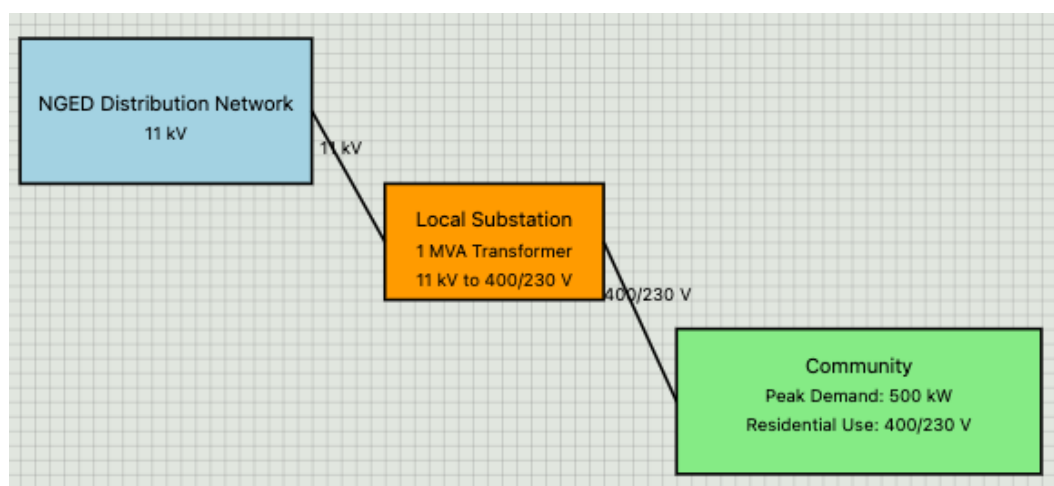 NGED Distribution Network
11 kV
11 kV
Local Substation
1 MVA Transformer
11 kV to 400/230 V
400/230 V
Community
Peak Demand: 500 kW
Residential Use: 400/230 V